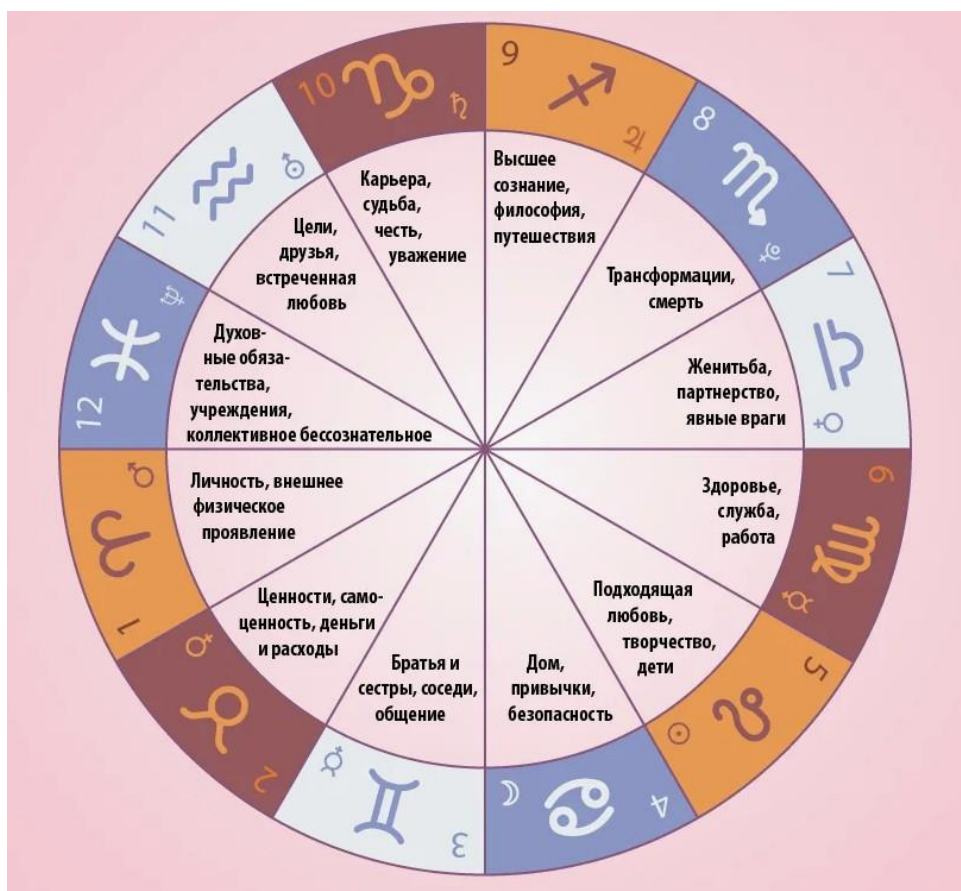 10
Карьера,
судьба,
честь,
уважение
9
Высшее
сознание,
философия,
путешествия
8
Трансформации,
смерть
7
Женитьба,
партнерство,
явные враги
6
Здоровье,
служба,
работа
5
Подходящая
любовь,
творчество,
дети
4
Дом,
привычки,
безопасность
3
Братья и
сестры, соседи,
общение
2
Ценности, само-
ценность, деньги
и расходы
1
Личность, внешнее
физическое
проявление
12
Духов-
ные обяза-
тельства,
учреждения,
коллективное бессознательное
11
Цели,
друзья,
встреченная
любовь